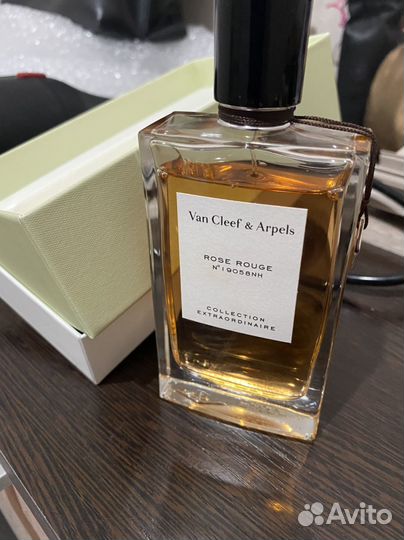 Van Cleef & Arpels
ROSE ROUGE
N°19058NH
COLLECTION
EXTRAORDINAIRE
Avito